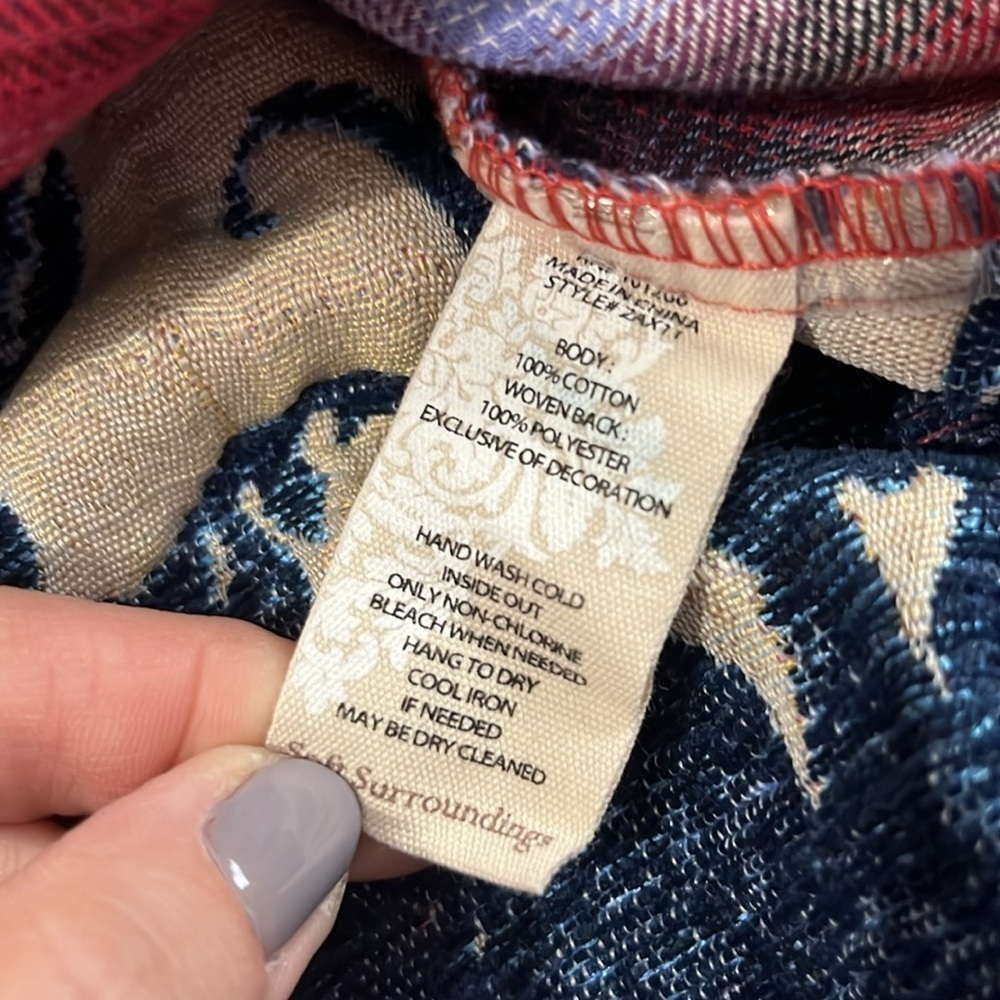 MADE IN CHINA
STYLE#
BODY :
100% COTTON
WOVEN BACK :
100% POLYESTER
EXCLUSIVE OF DECORATION
HAND WASH COLD
INSIDE OUT
ONLY NON-CHLORINE
BLEACH WHEN NEEDED
HANG TO DRY
COOL IRON
IF NEEDED
MAY BE DRY CLEANED
Soft Surroundings